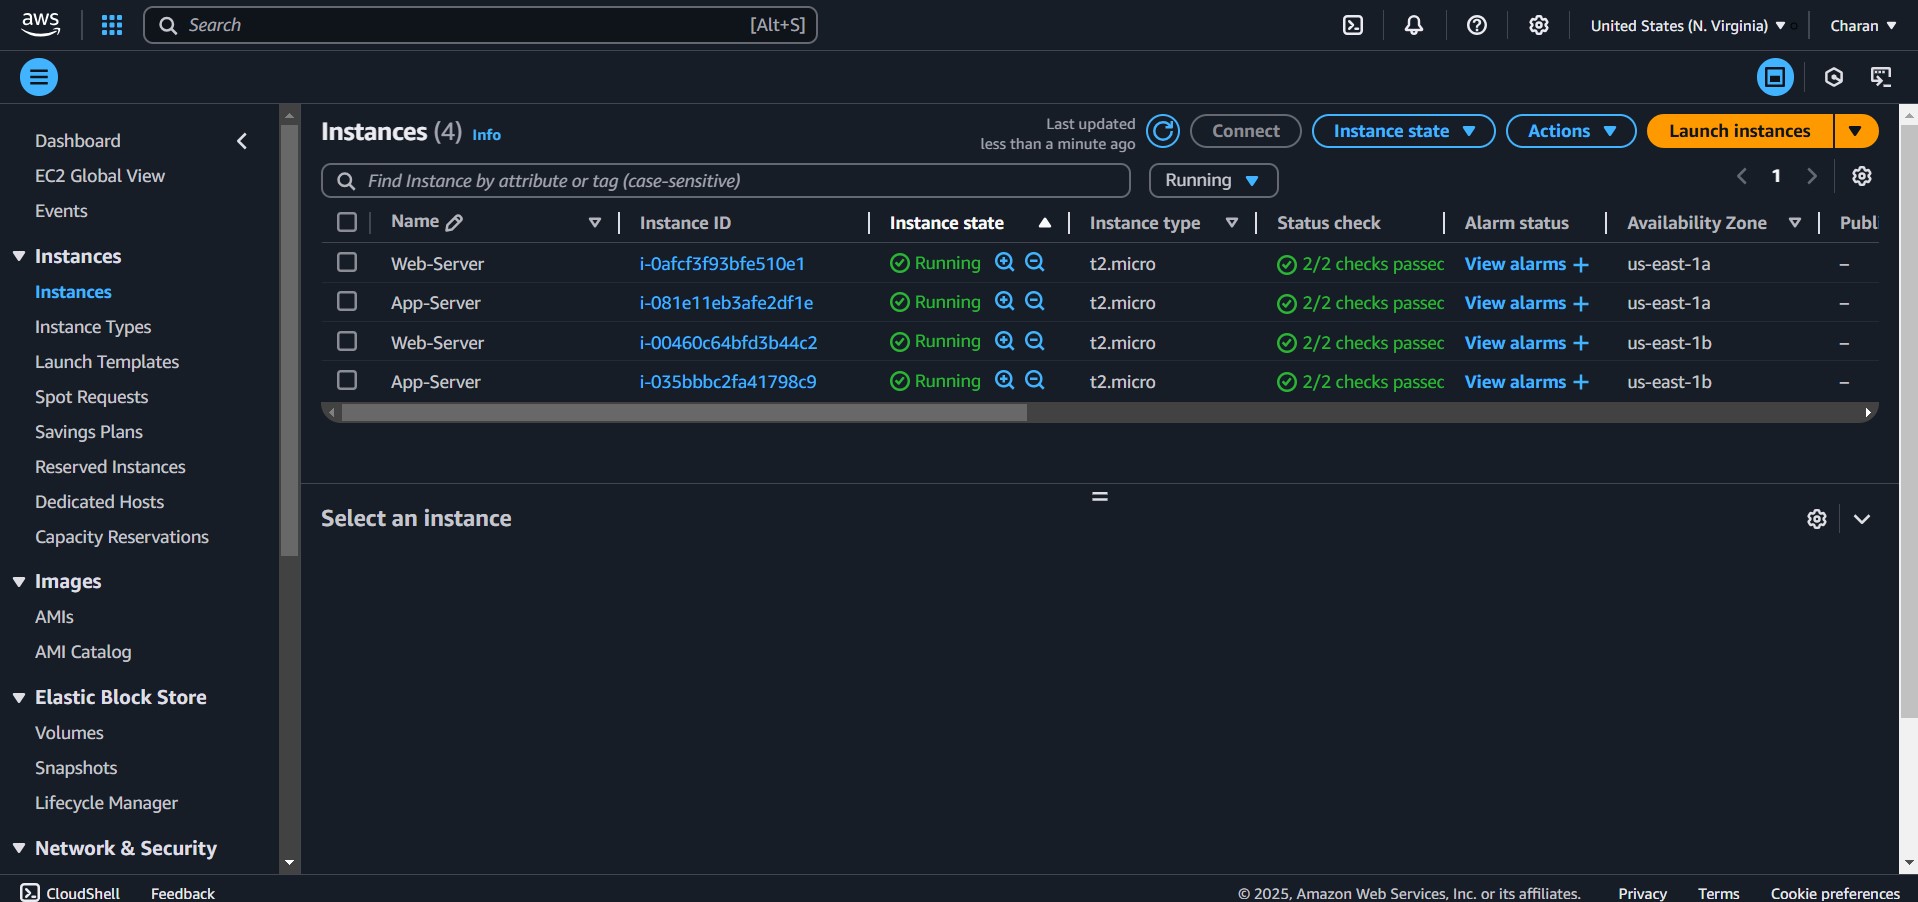 aws
Search [Alt+S]
United States (N. Virginia)
Charan
Dashboard
EC2 Global View
Events
Instances
Instances
Instance Types
Launch Templates
Spot Requests
Savings Plans
Reserved Instances
Dedicated Hosts
Capacity Reservations
Images
AMIs
AMI Catalog
Elastic Block Store
Volumes
Snapshots
Lifecycle Manager
Network & Security
Instances (4) Info
Last updated
less than a minute ago
Connect
Instance state
Actions
Launch instances
Find Instance by attribute or tag (case-sensitive)
Running
1
Name Instance ID Instance state Instance type Status check Alarm status Availability Zone Publi
Web-Server i-0afcf3f93bfe510e1 Running t2.micro 2/2 checks passec View alarms + us-east-1a –
App-Server i-081e11eb3afe2df1e Running t2.micro 2/2 checks passec View alarms + us-east-1a –
Web-Server i-00460c64bfd3b44c2 Running t2.micro 2/2 checks passec View alarms + us-east-1b –
App-Server i-035bbbc2fa41798c9 Running t2.micro 2/2 checks passec View alarms + us-east-1b –
Select an instance
CloudShell Feedback
© 2025, Amazon Web Services, Inc. or its affiliates. Privacy Terms Cookie preferences